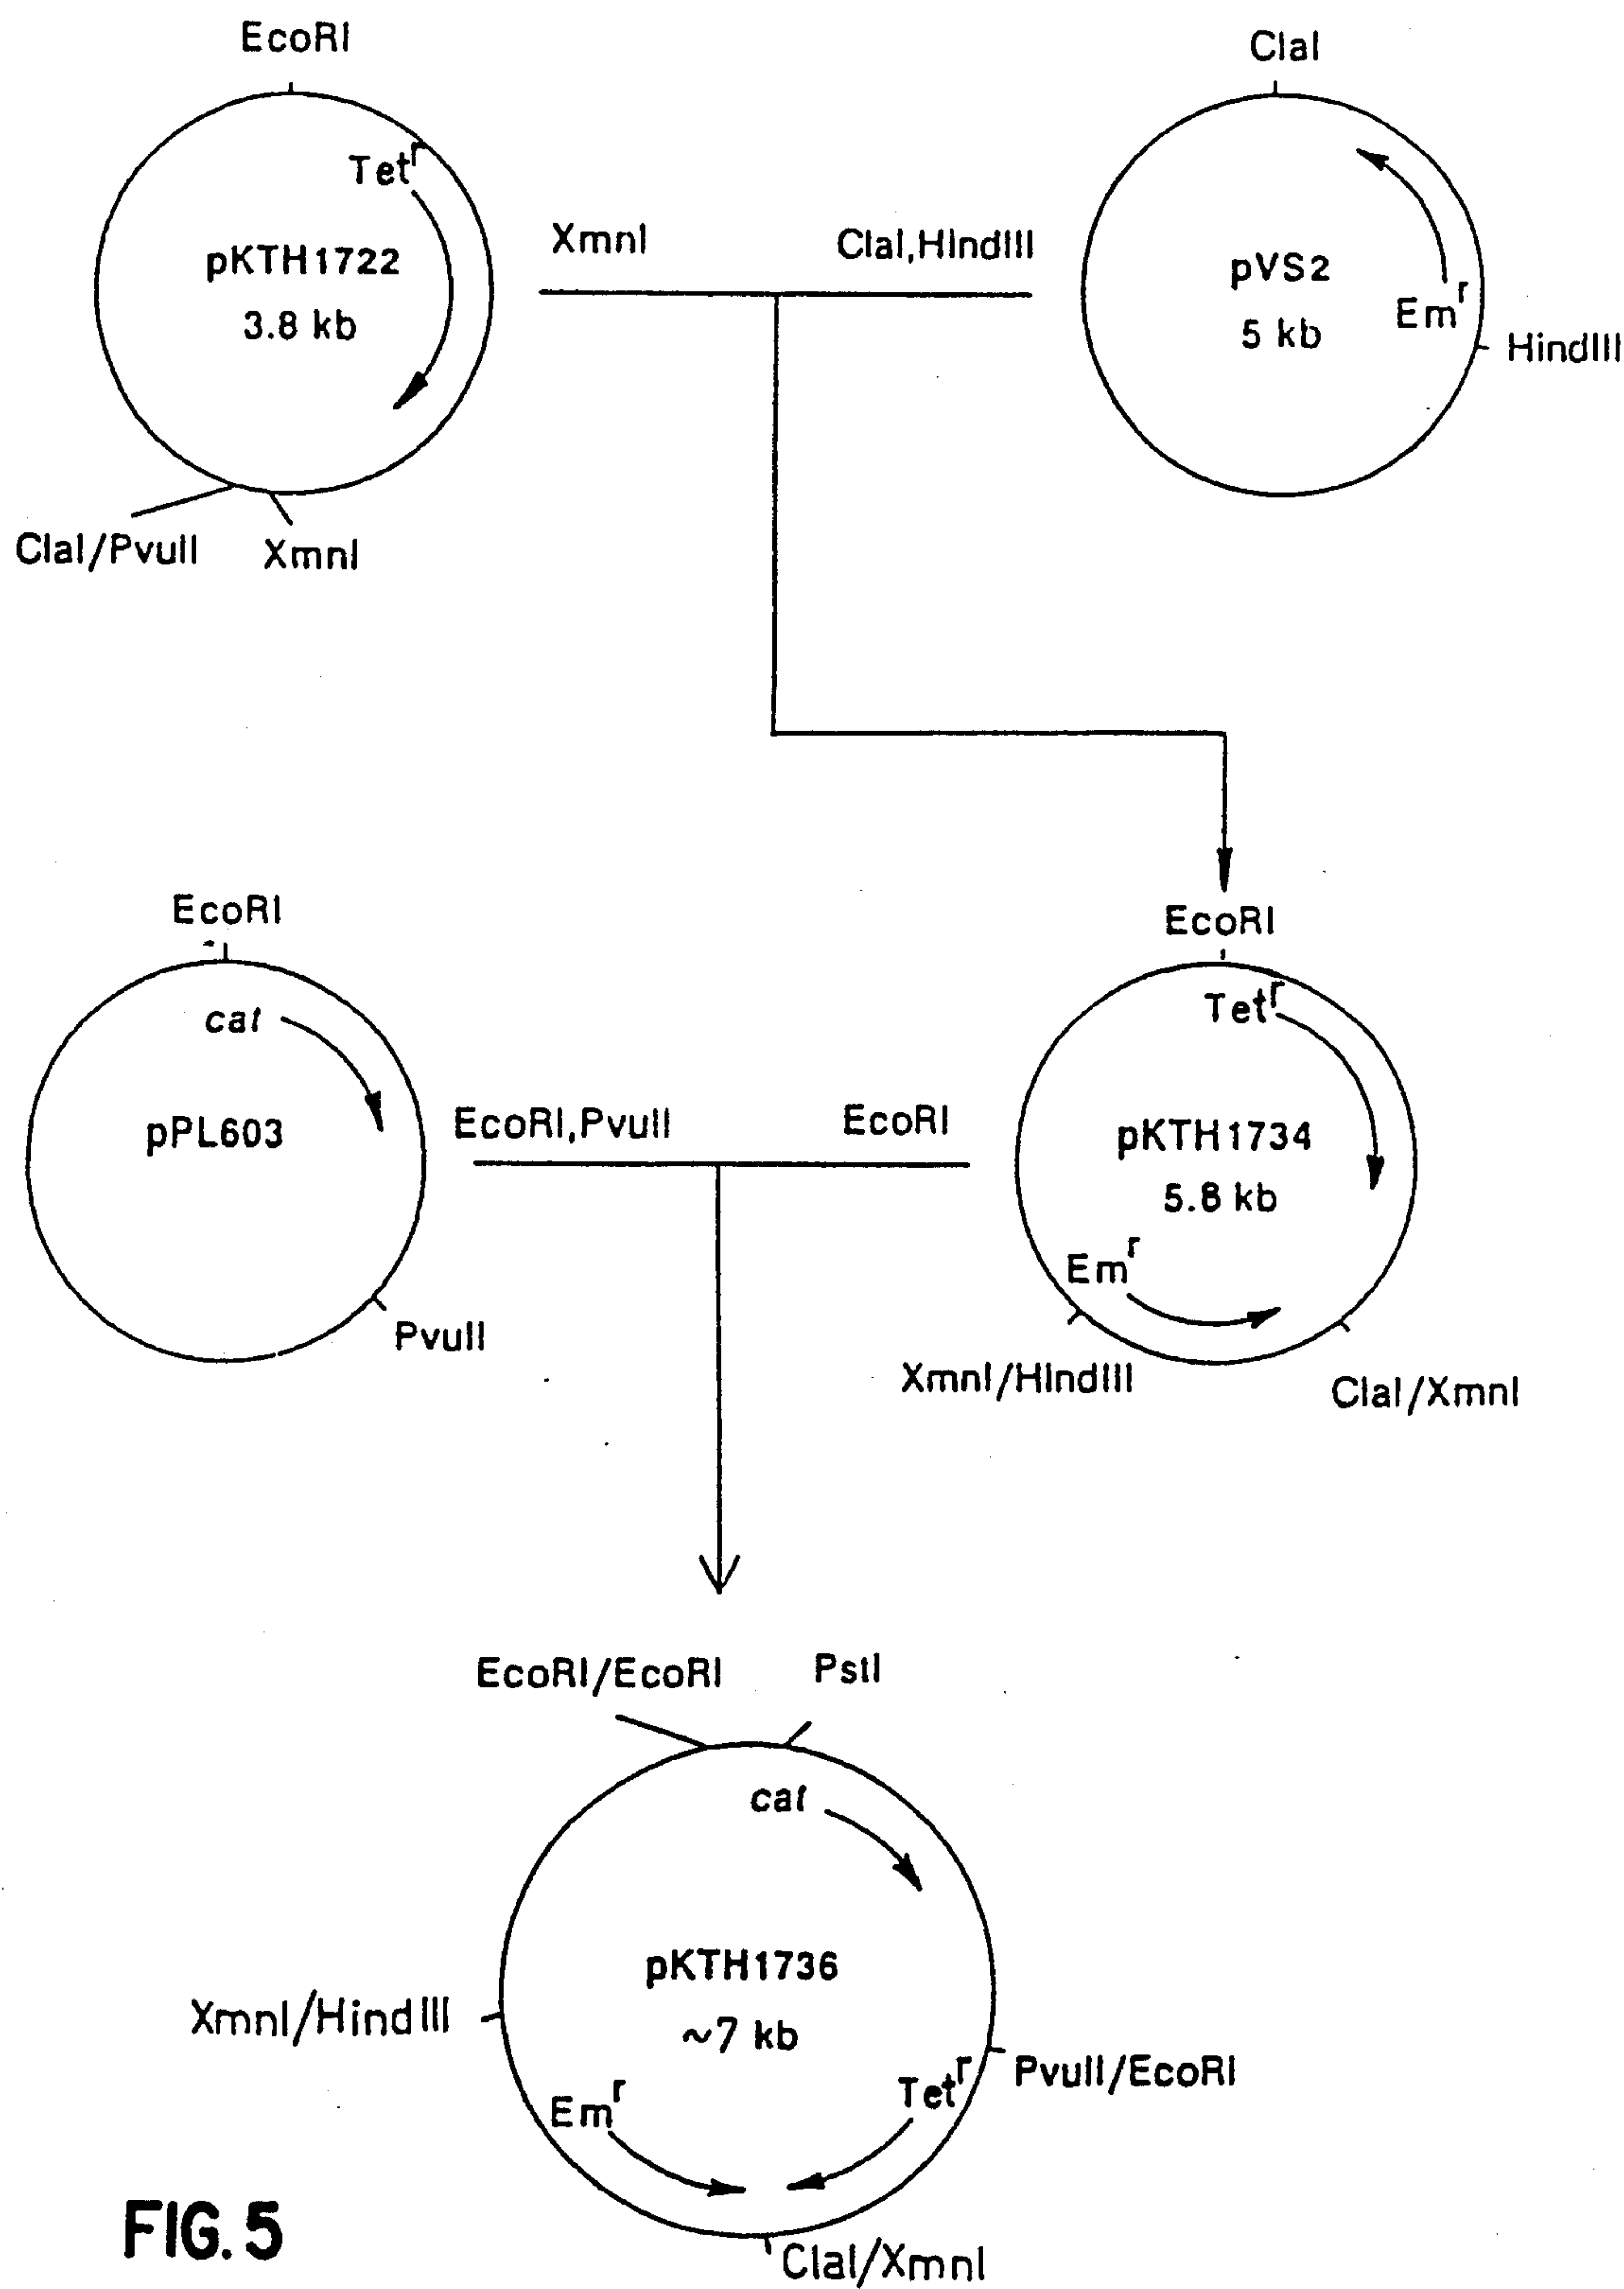 EcoRI
ClaI
Tetr
pKTH1722
3.8 kb
XmnI
ClaI,HindIII
pVS2
5 kb
Emr
HindIII
ClaI/PvuII
XmnI
EcoRI
cat
pPL603
EcoRI,PvuII
EcoRI
PvuII
EcoRI
Tetr
pKTH1734
5.8 kb
Emr
XmnI/HindIII
ClaI/XmnI
EcoRI/EcoRI
PstI
cat
pKTH1736
~7 kb
XmnI/HindIII
PvuII/EcoRI
Tetr
Emr
ClaI/XmnI
FIG. 5